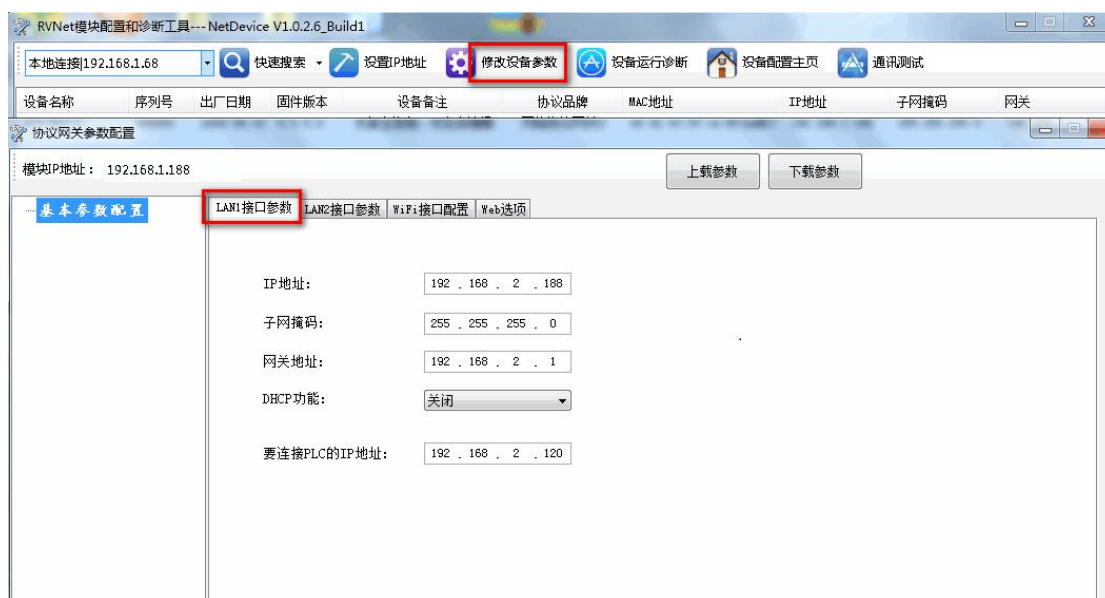 RVNet模块配置和诊断工具--- NetDevice V1.0.2.6_Build1
本地连接|192.168.1.68 快速搜索 设置IP地址 修改设备参数 设备运行诊断 设备配置主页 通讯测试
设备名称 序列号 出厂日期 固件版本 设备备注 协议品牌 MAC地址 IP地址 子网掩码 网关
协议网关参数配置
模块IP地址： 192.168.1.188 上载参数 下载参数
基本参数配置 LAN1接口参数 LAN2接口参数 WiFi接口配置 Web选项
IP地址: 192 . 168 . 2 . 188
子网掩码: 255 . 255 . 255 . 0
网关地址: 192 . 168 . 2 . 1
DHCP功能: 关闭
要连接PLC的IP地址: 192 . 168 . 2 . 120